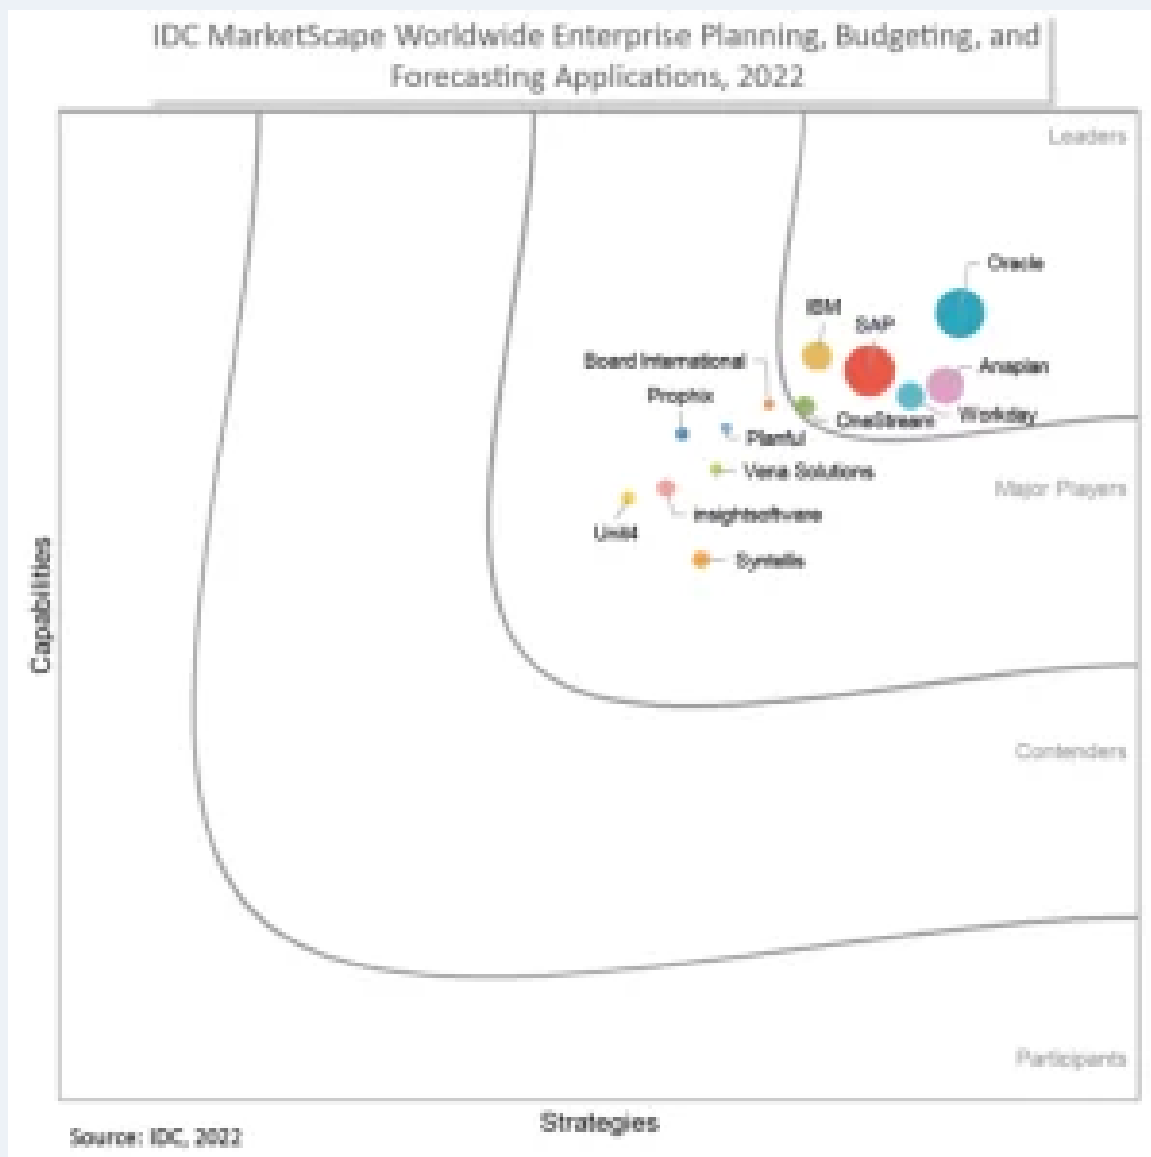 IDC MarketScape Worldwide Enterprise Planning, Budgeting, and
Forecasting Applications, 2022
Leaders
Oracle
IBM
SAP
Board International
Anaplan
Prophix
OneStream
Workday
Planful
Vena Solutions
Major Players
insightsoftware
Unit4
Syntellis
Capabilities
Contenders
Participants
Strategies
Source: IDC, 2022